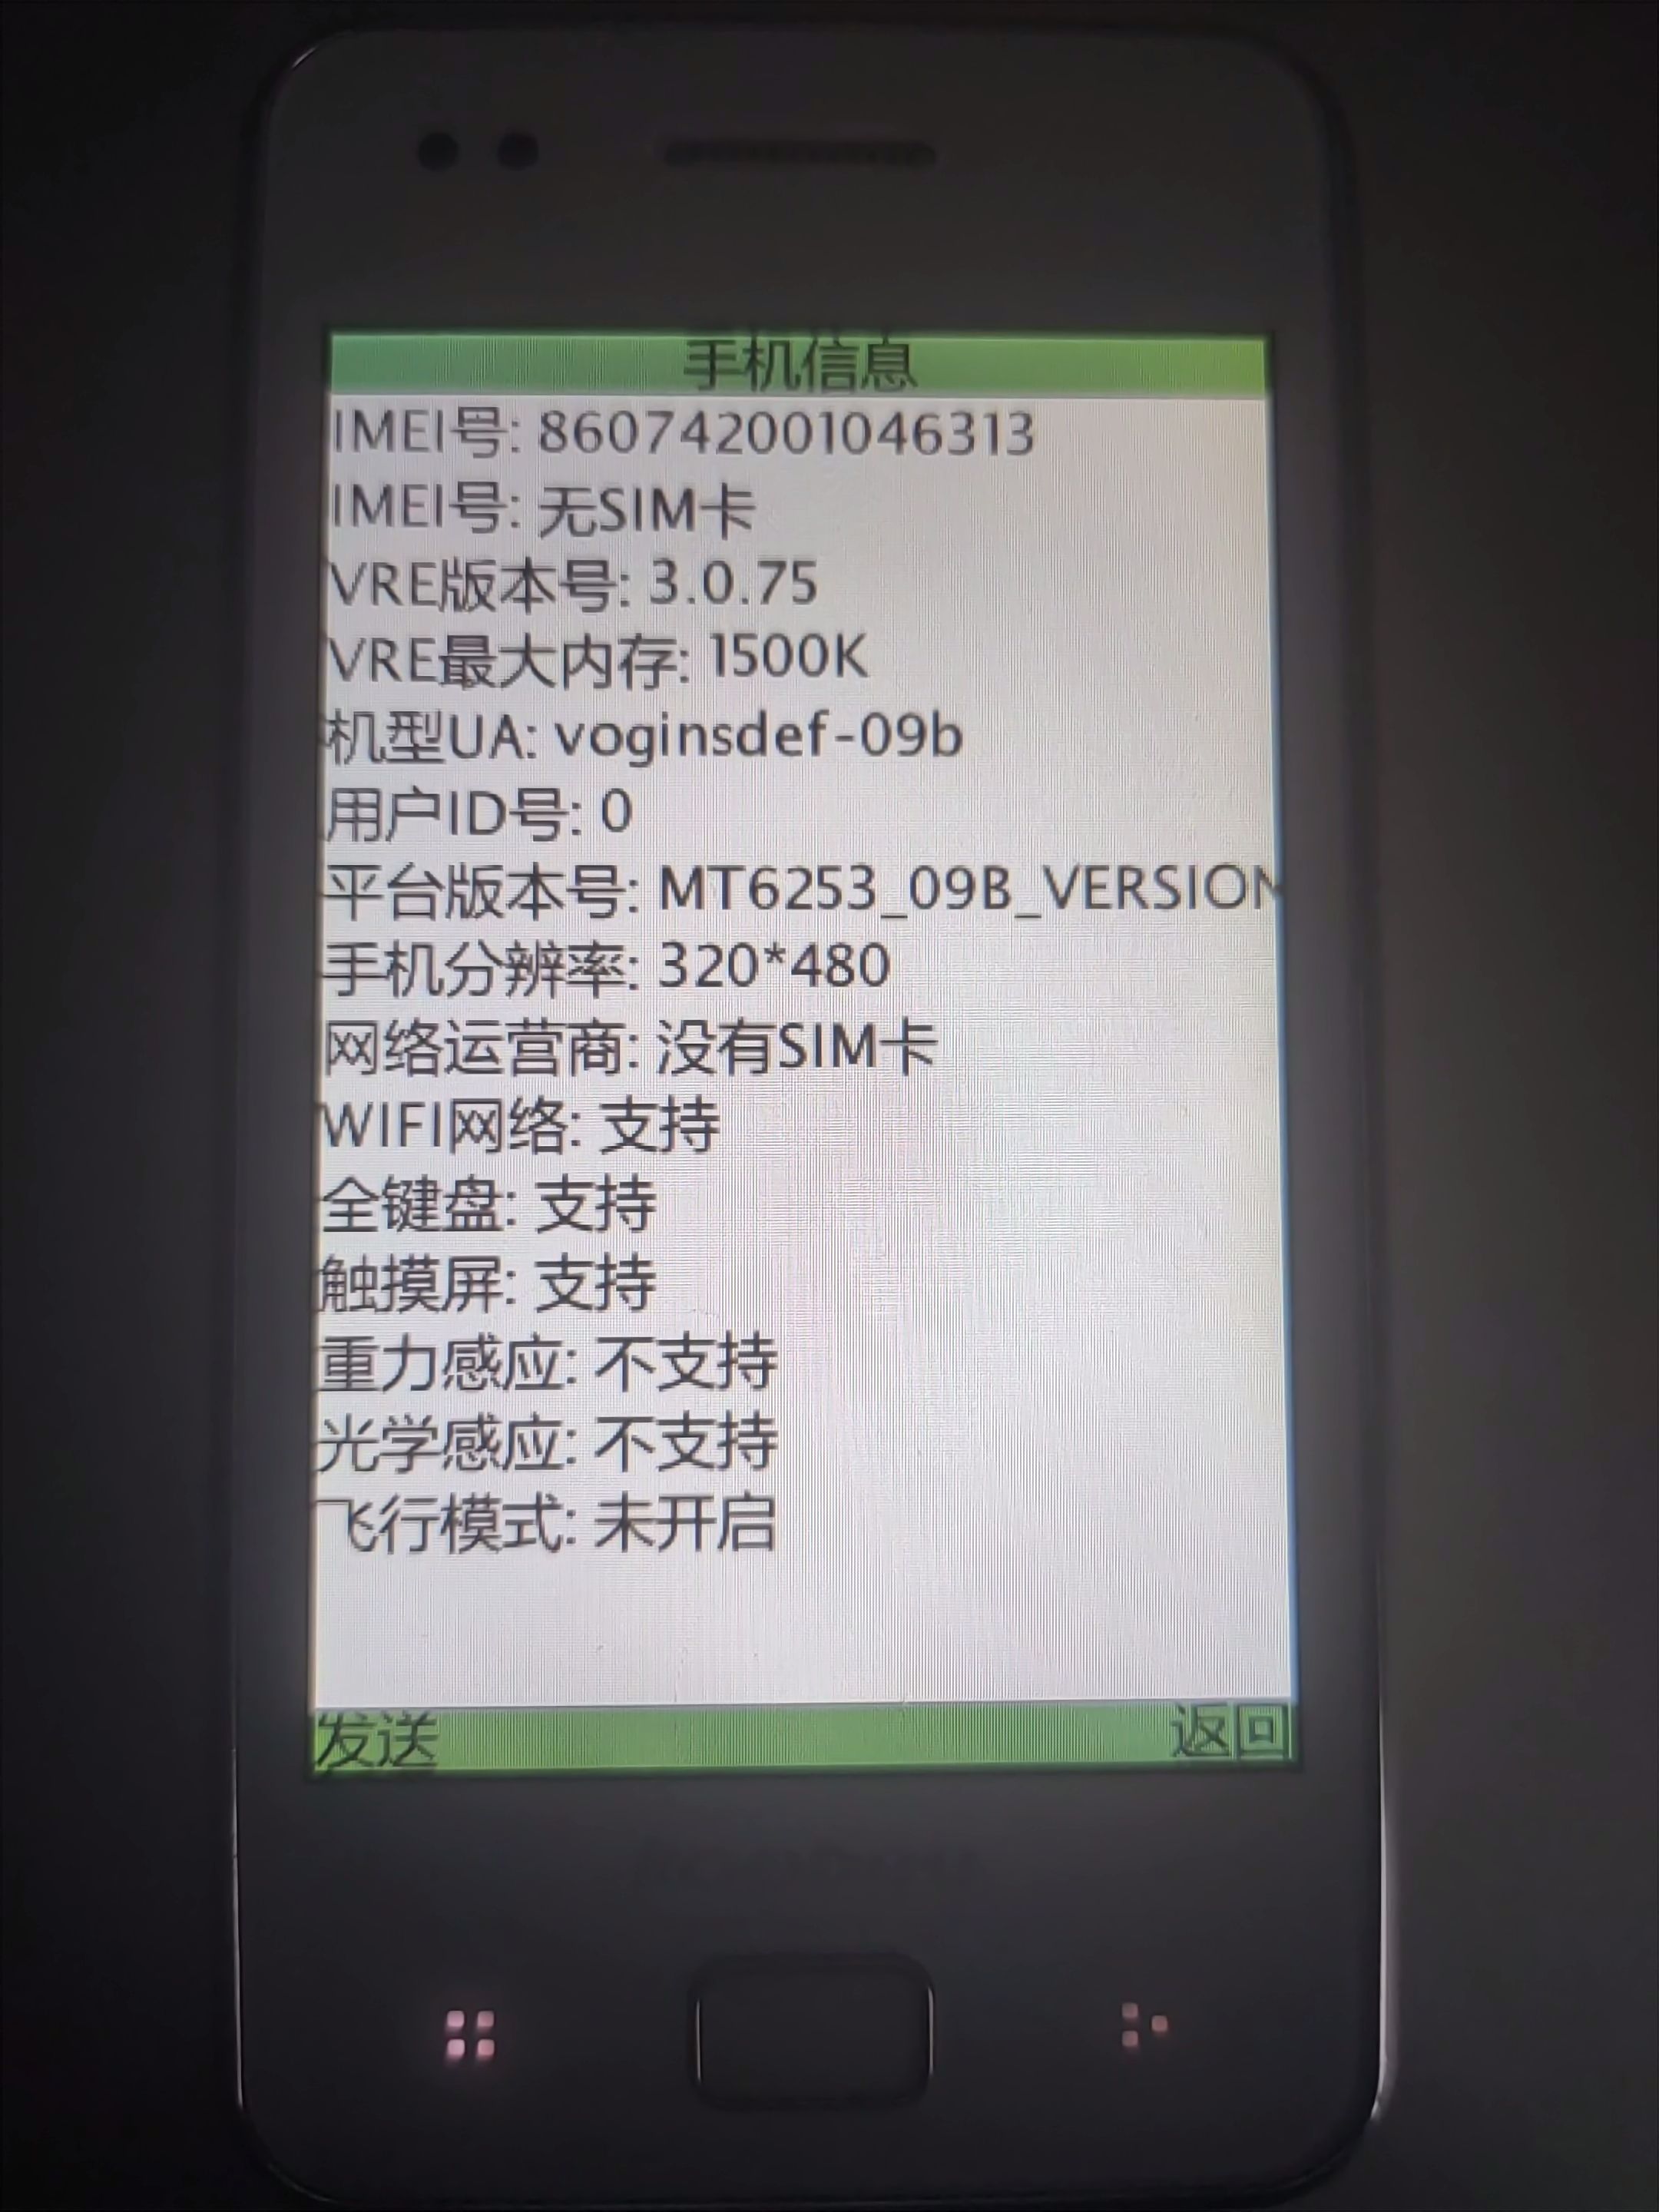 手机信息
IMEI号: 860742001046313
IMEI号: 无SIM卡
VRE版本号: 3.0.75
VRE最大内存: 1500K
机型UA: voginsdef-09b
用户ID号: 0
平台版本号: MT6253_09B_VERSION
手机分辨率: 320*480
网络运营商: 没有SIM卡
WIFI网络: 支持
全键盘: 支持
触摸屏: 支持
重力感应: 不支持
光学感应: 不支持
飞行模式: 未开启
发送 返回